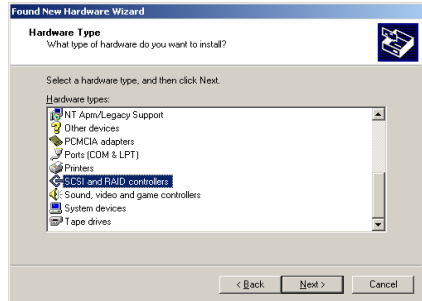 Found New Hardware Wizard
Hardware Type
What type of hardware do you want to install?
Select a hardware type, and then click Next.
Hardware types:
NT Apm/Legacy Support
Other devices
PCMCIA adapters
Ports (COM & LPT)
Printers
SCSI and RAID controllers
Sound, video and game controllers
System devices
Tape drives
< Back
Next >
Cancel